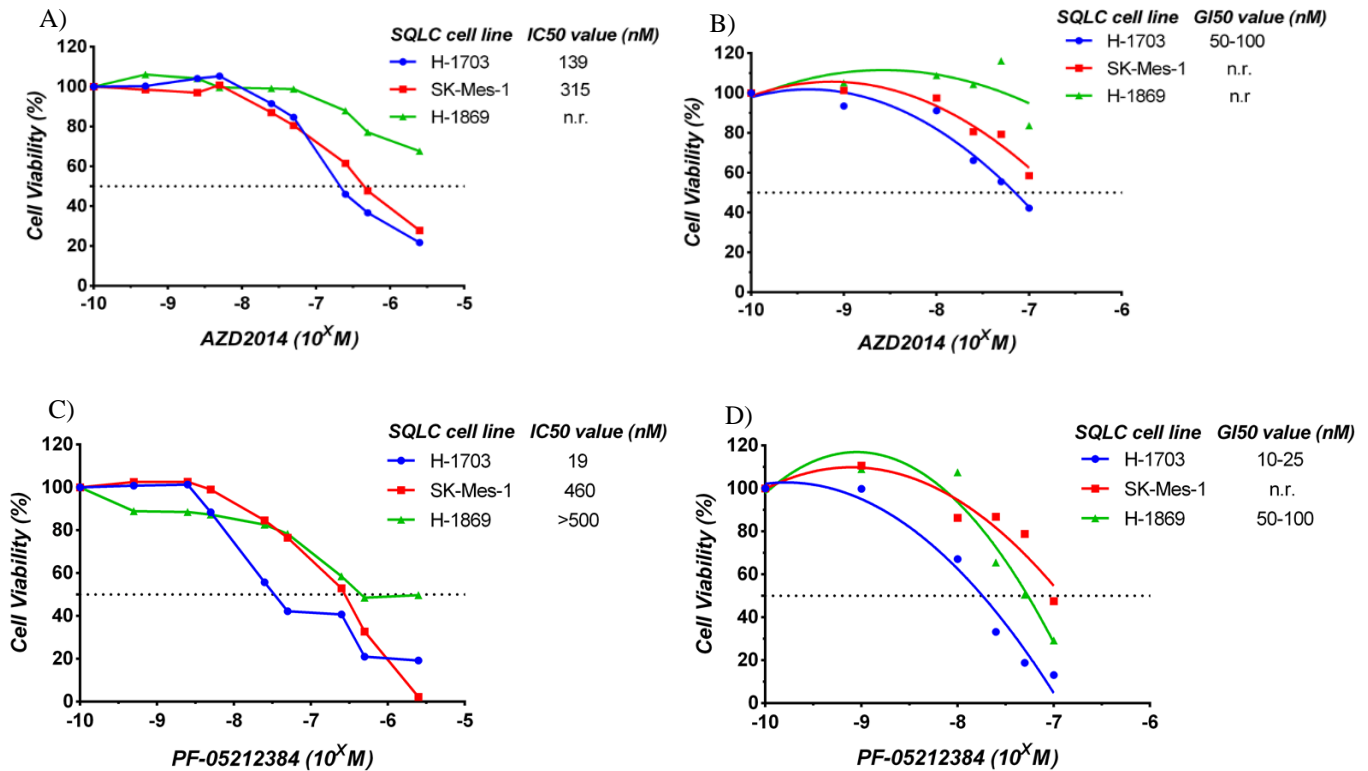 A)
SQLC cell line IC50 value (nM)
H-1703 139
SK-Mes-1 315
H-1869 n.r.
120
100
80
60
40
20
0
Cell Viability (%)
-10 -9 -8 -7 -6 -5
AZD2014 (10^X M)
B)
SQLC cell line GI50 value (nM)
H-1703 50-100
SK-Mes-1 n.r.
H-1869 n.r
120
100
80
60
40
20
0
Cell Viability (%)
-10 -9 -8 -7 -6
AZD2014 (10^X M)
C)
SQLC cell line IC50 value (nM)
H-1703 19
SK-Mes-1 460
H-1869 >500
120
100
80
60
40
20
0
Cell Viability (%)
-10 -9 -8 -7 -6 -5
PF-05212384 (10^X M)
D)
SQLC cell line GI50 value (nM)
H-1703 10-25
SK-Mes-1 n.r.
H-1869 50-100
120
100
80
60
40
20
0
Cell Viability (%)
-10 -9 -8 -7 -6
PF-05212384 (10^X M)